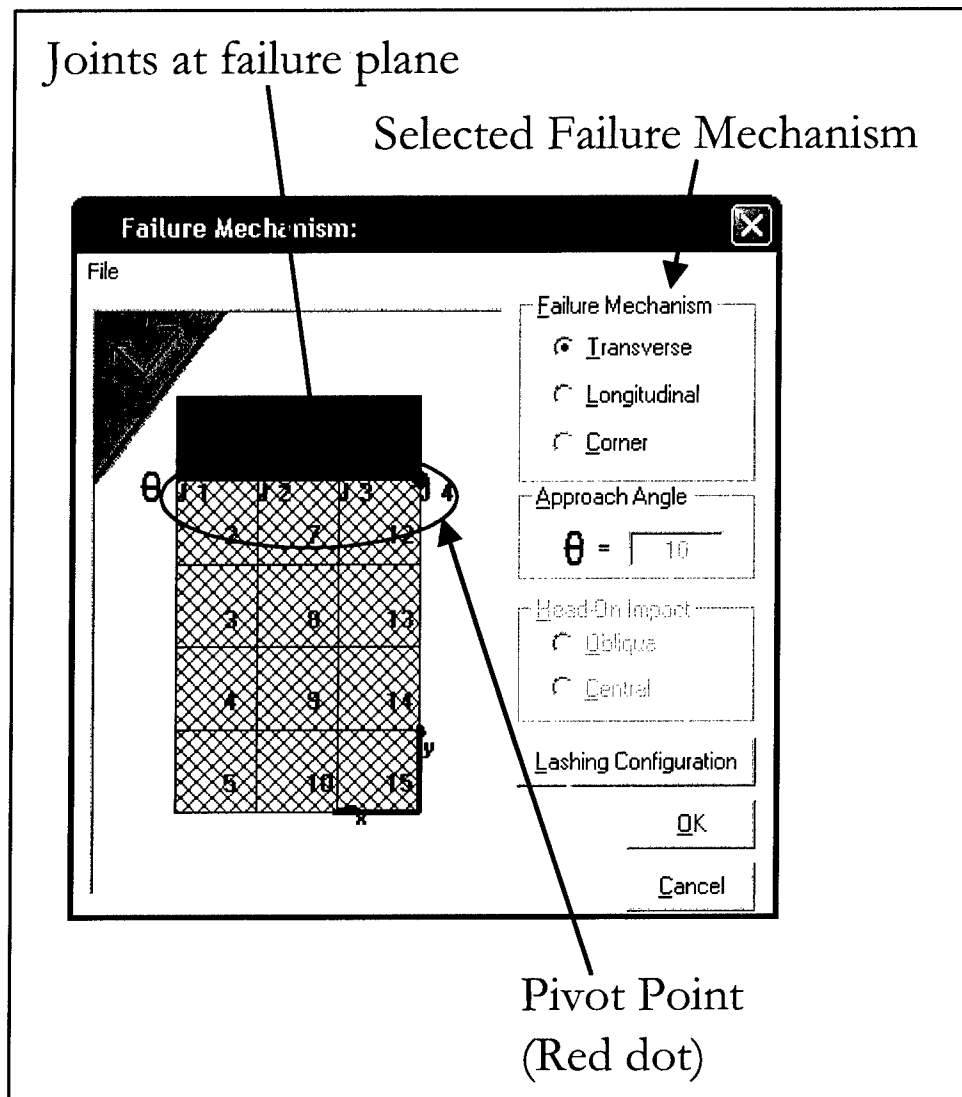 Joints at failure plane
Selected Failure Mechanism
Failure Mechanism:
File
Failure Mechanism
Transverse
Longitudinal
Corner
θ J 1 J 2 J 3 J 4
2 7 12
3 8 13
4 9 14
5 10 15
y
x
Approach Angle
θ = 10
Head-On Impact
Oblique
Central
Lashing Configuration
OK
Cancel
Pivot Point
(Red dot)